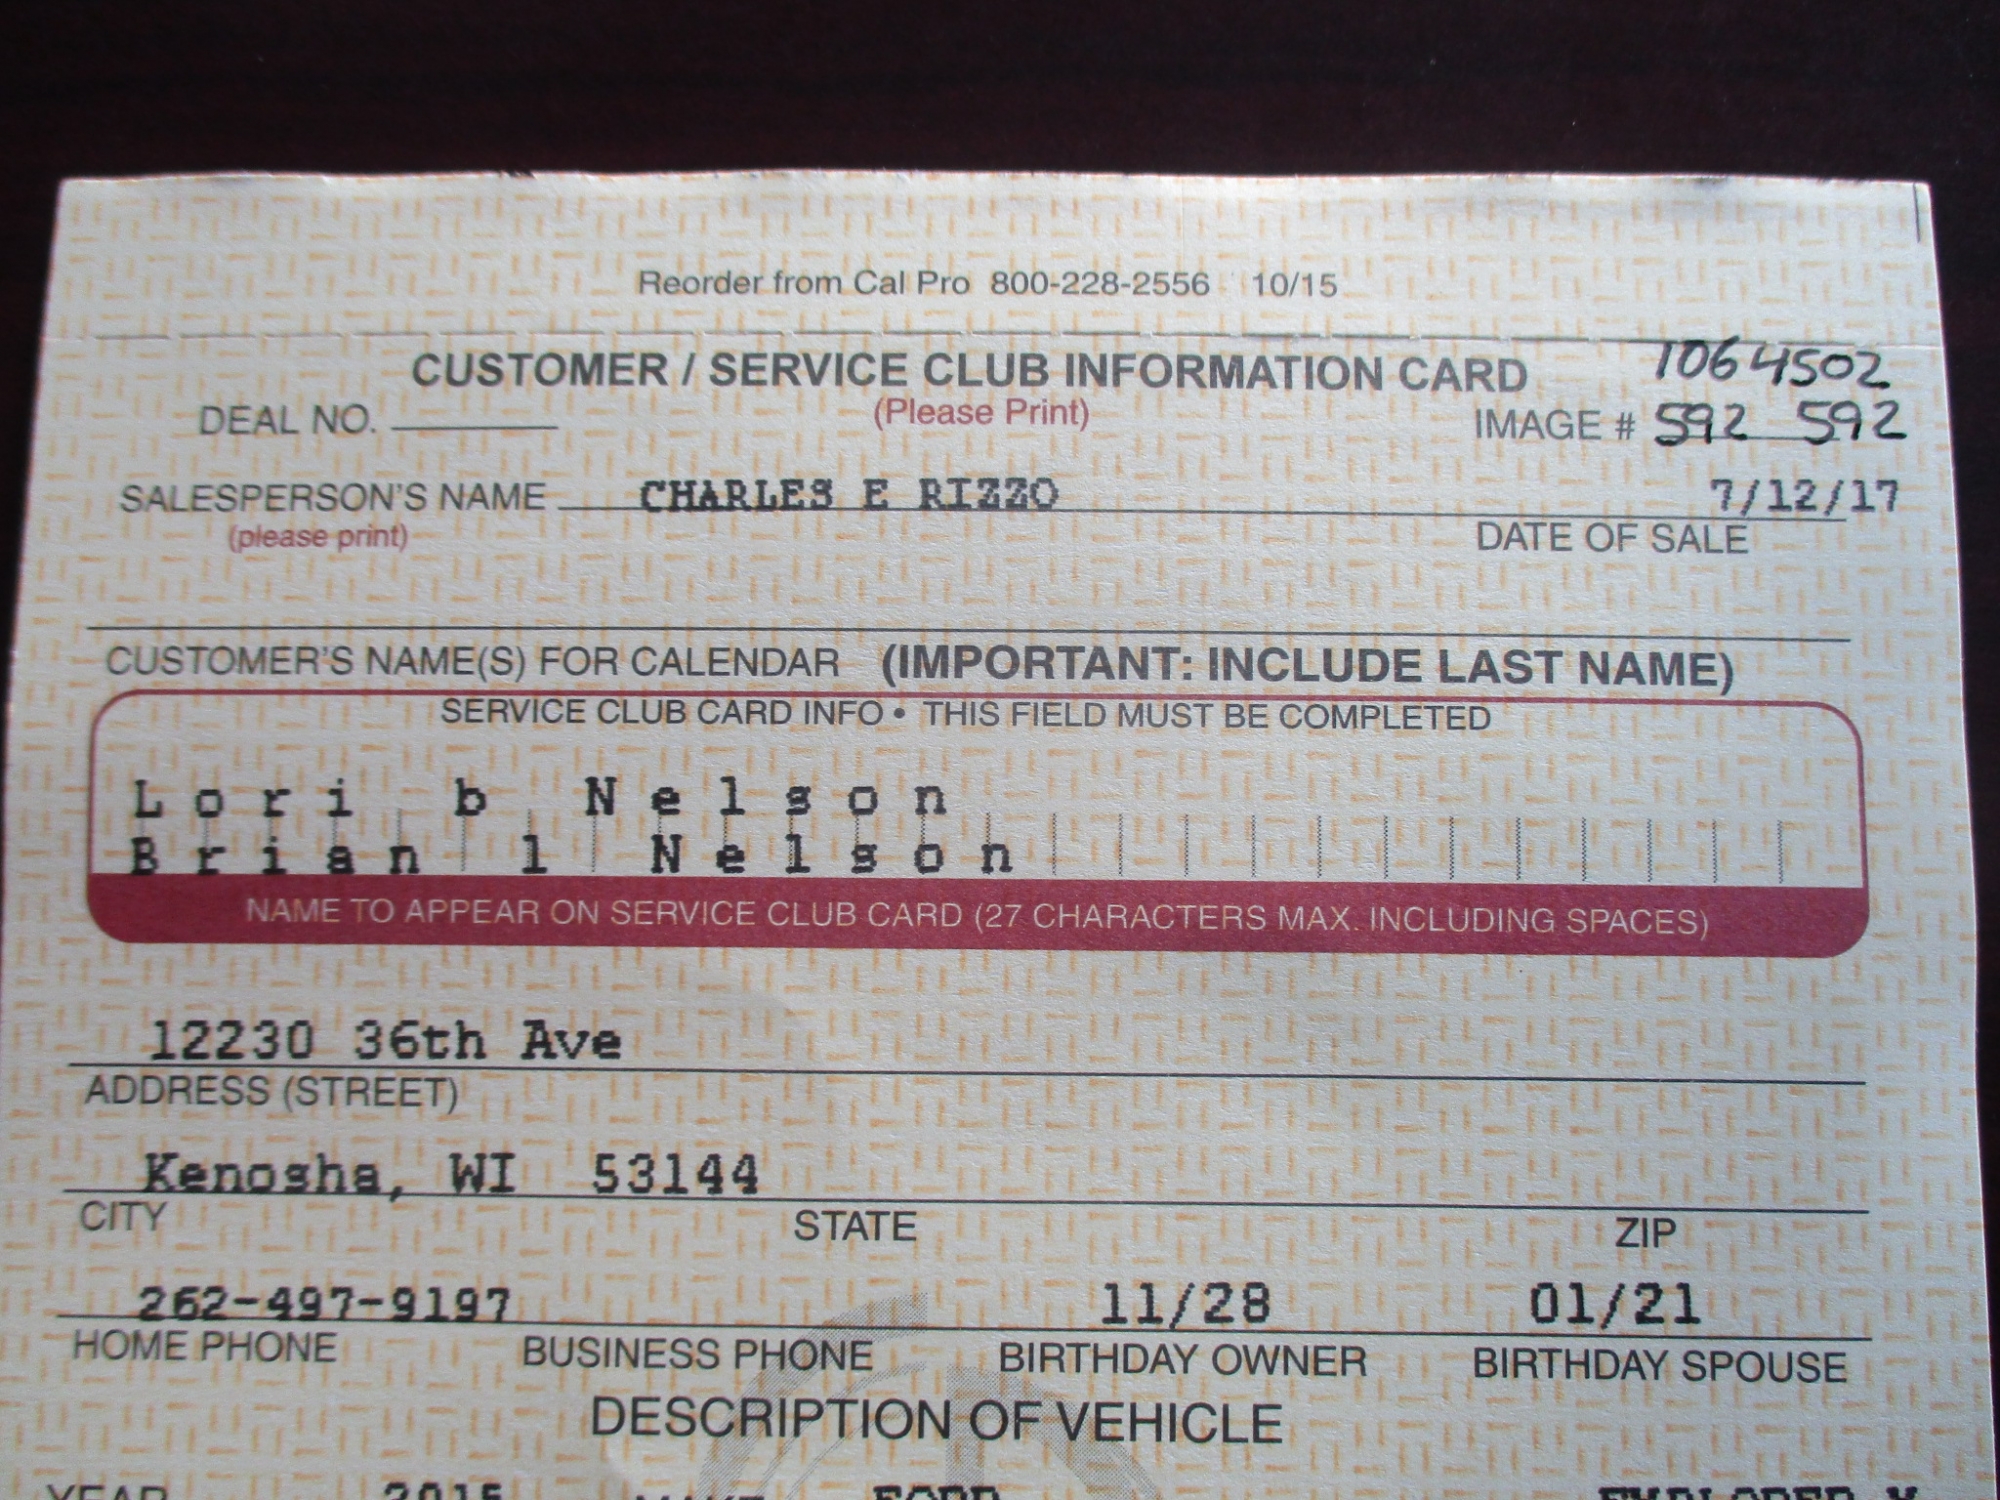 Reorder from Cal Pro 800-228-2556 10/15
CUSTOMER / SERVICE CLUB INFORMATION CARD 1064502
DEAL NO. (Please Print) IMAGE # 592 592
SALESPERSON'S NAME CHARLES E RIZZO 7/12/17
(please print) DATE OF SALE
CUSTOMER'S NAME(S) FOR CALENDAR (IMPORTANT: INCLUDE LAST NAME)
SERVICE CLUB CARD INFO • THIS FIELD MUST BE COMPLETED
Lori b Nelson
Brian l Nelson
NAME TO APPEAR ON SERVICE CLUB CARD (27 CHARACTERS MAX. INCLUDING SPACES)
12230 36th Ave
ADDRESS (STREET)
Kenosha, WI 53144
CITY STATE ZIP
262-497-9197 11/28 01/21
HOME PHONE BUSINESS PHONE BIRTHDAY OWNER BIRTHDAY SPOUSE
DESCRIPTION OF VEHICLE
YEAR 2015 MAKE FORD EXPLORER X